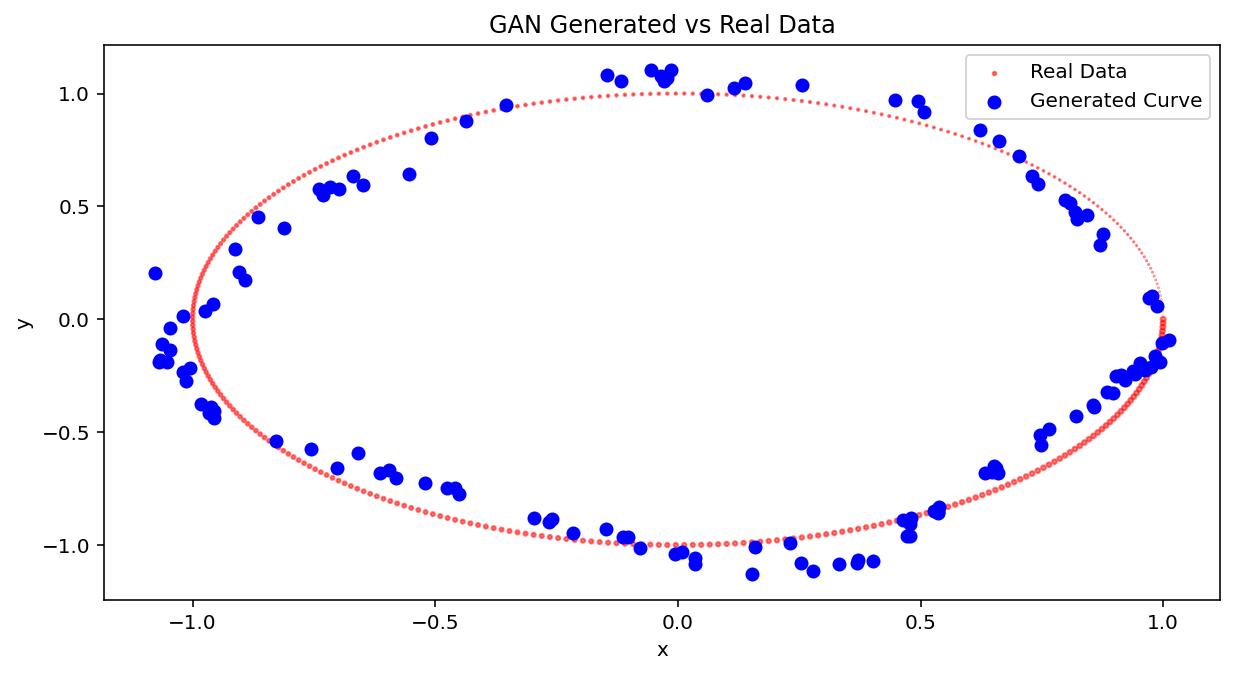 GAN Generated vs Real Data
Real Data
Generated Curve
1.0
0.5
0.0
−0.5
−1.0
y
−1.0 −0.5 0.0 0.5 1.0
x